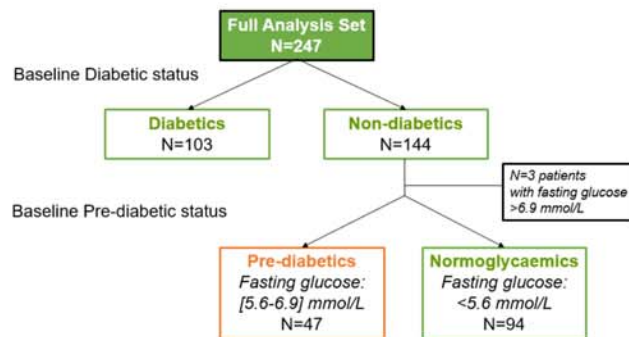 Full Analysis Set
N=247
Baseline Diabetic status
Diabetics
N=103
Non-diabetics
N=144
N=3 patients
with fasting glucose
>6.9 mmol/L
Baseline Pre-diabetic status
Pre-diabetics
Fasting glucose:
[5.6-6.9] mmol/L
N=47
Normoglycaemics
Fasting glucose:
<5.6 mmol/L
N=94